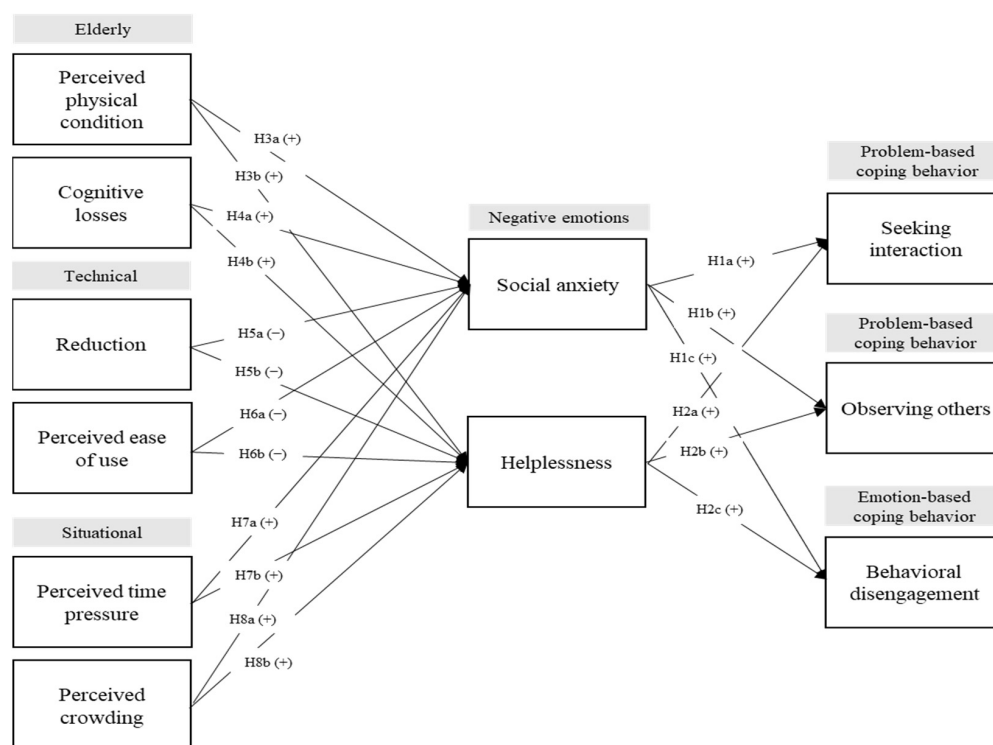 Elderly
Perceived
physical
condition
Cognitive
losses
Technical
Reduction
Perceived ease
of use
Situational
Perceived time
pressure
Perceived
crowding
H3a (+)
H3b (+)
H4a (+)
H4b (+)
H5a (−)
H5b (−)
H6a (−)
H6b (−)
H7a (+)
H7b (+)
H8a (+)
H8b (+)
Negative emotions
Social anxiety
Helplessness
H1a (+)
H1b (+)
H1c (+)
H2a (+)
H2b (+)
H2c (+)
Problem-based
coping behavior
Seeking
interaction
Problem-based
coping behavior
Observing others
Emotion-based
coping behavior
Behavioral
disengagement